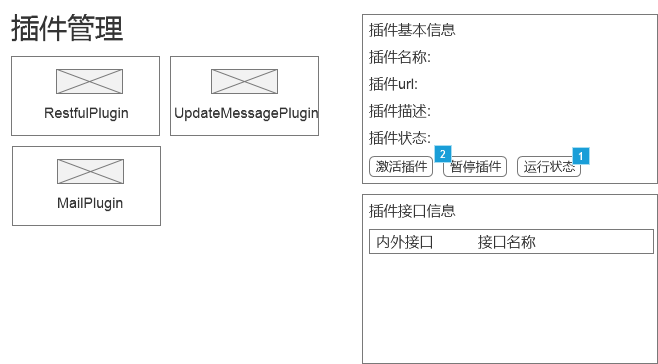 插件管理
RestfulPlugin
UpdateMessagePlugin
MailPlugin
插件基本信息
插件名称:
插件url:
插件描述:
插件状态:
激活插件 2 暂停插件 运行状态 1
插件接口信息
内外接口 接口名称